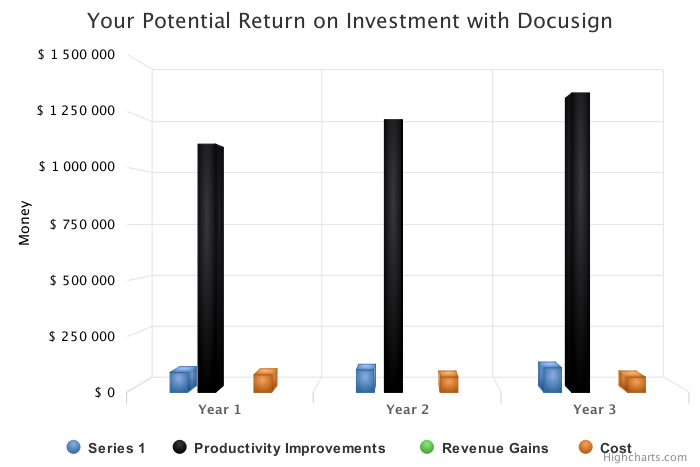 Your Potential Return on Investment with Docusign
$ 1 500 000
$ 1 250 000
$ 1 000 000
$ 750 000
$ 500 000
$ 250 000
$ 0
Money
Year 1
Year 2
Year 3
Series 1
Productivity Improvements
Revenue Gains
Cost
Highcharts.com